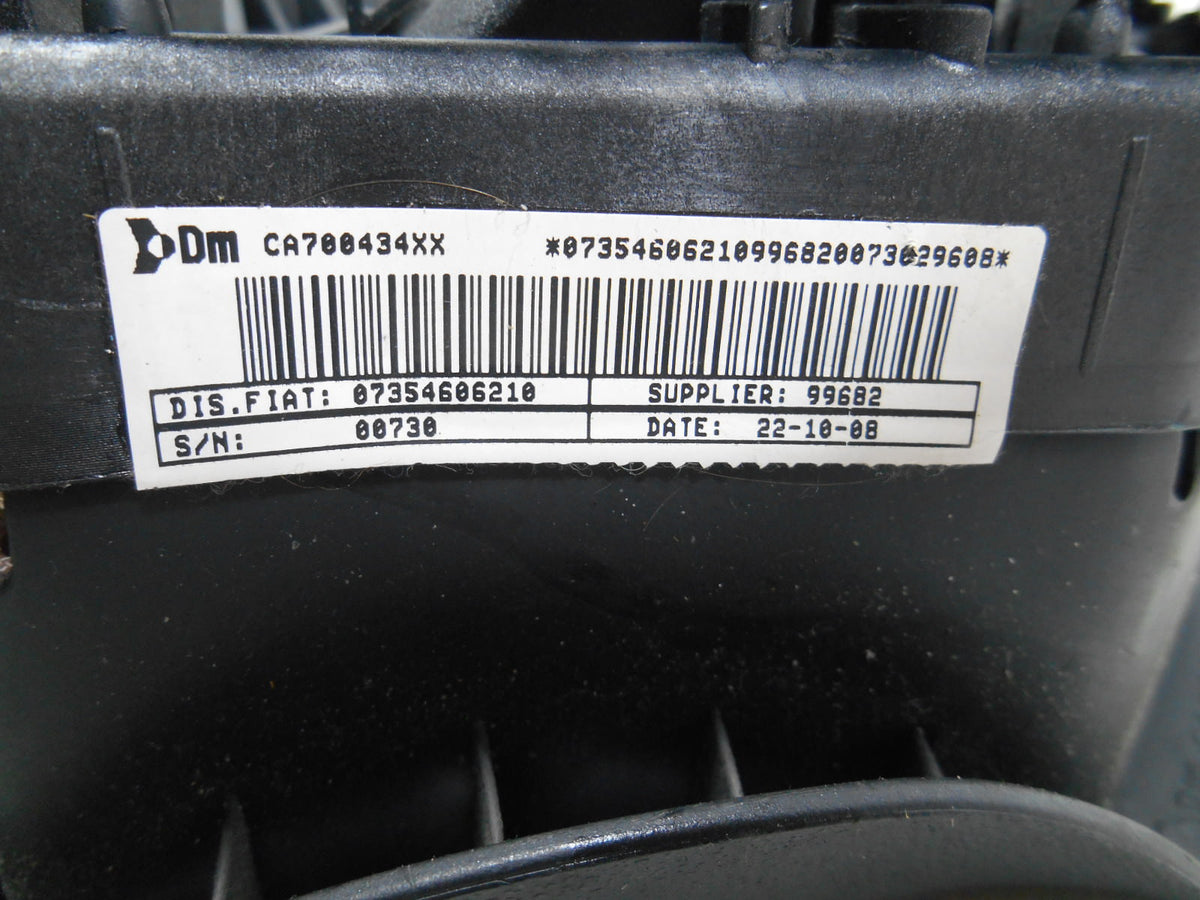 Dm CA700434XX *07354606210996820073029608*
DIS.FIAT: 07354606210 SUPPLIER: 99682
S/N: 00730 DATE: 22-10-08